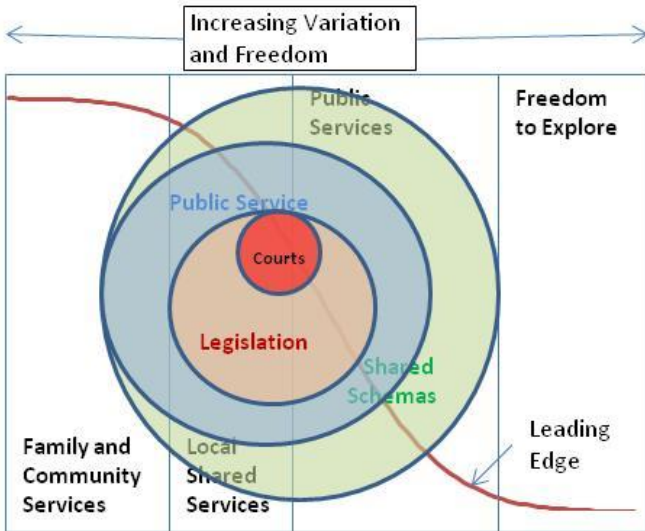 Increasing Variation
and Freedom
Public
Services
Freedom
to Explore
Public Service
Courts
Legislation
Shared
Schemas
Family and
Community
Services
Local
Shared
Services
Leading
Edge